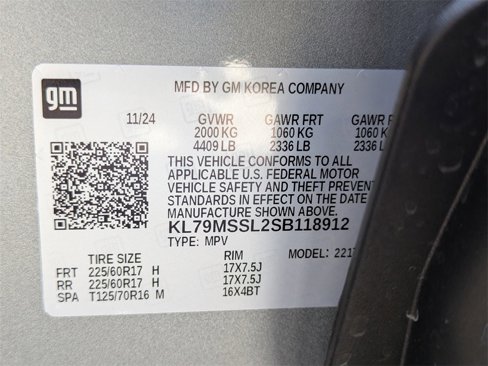 gm
MFD BY GM KOREA COMPANY
11/24 GVWR GAWR FRT GAWR
2000 KG 1060 KG 1060 K
4409 LB 2336 LB 2336 L
THIS VEHICLE CONFORMS TO ALL
APPLICABLE U.S. FEDERAL MOTOR
VEHICLE SAFETY AND THEFT PREVENT
STANDARDS IN EFFECT ON THE DATE
MANUFACTURE SHOWN ABOVE.
KL79MSSL2SB118912
TYPE: MPV MODEL: 221
TIRE SIZE RIM
FRT 225/60R17 H 17X7.5J
RR 225/60R17 H 17X7.5J
SPA T125/70R16 M 16X4BT